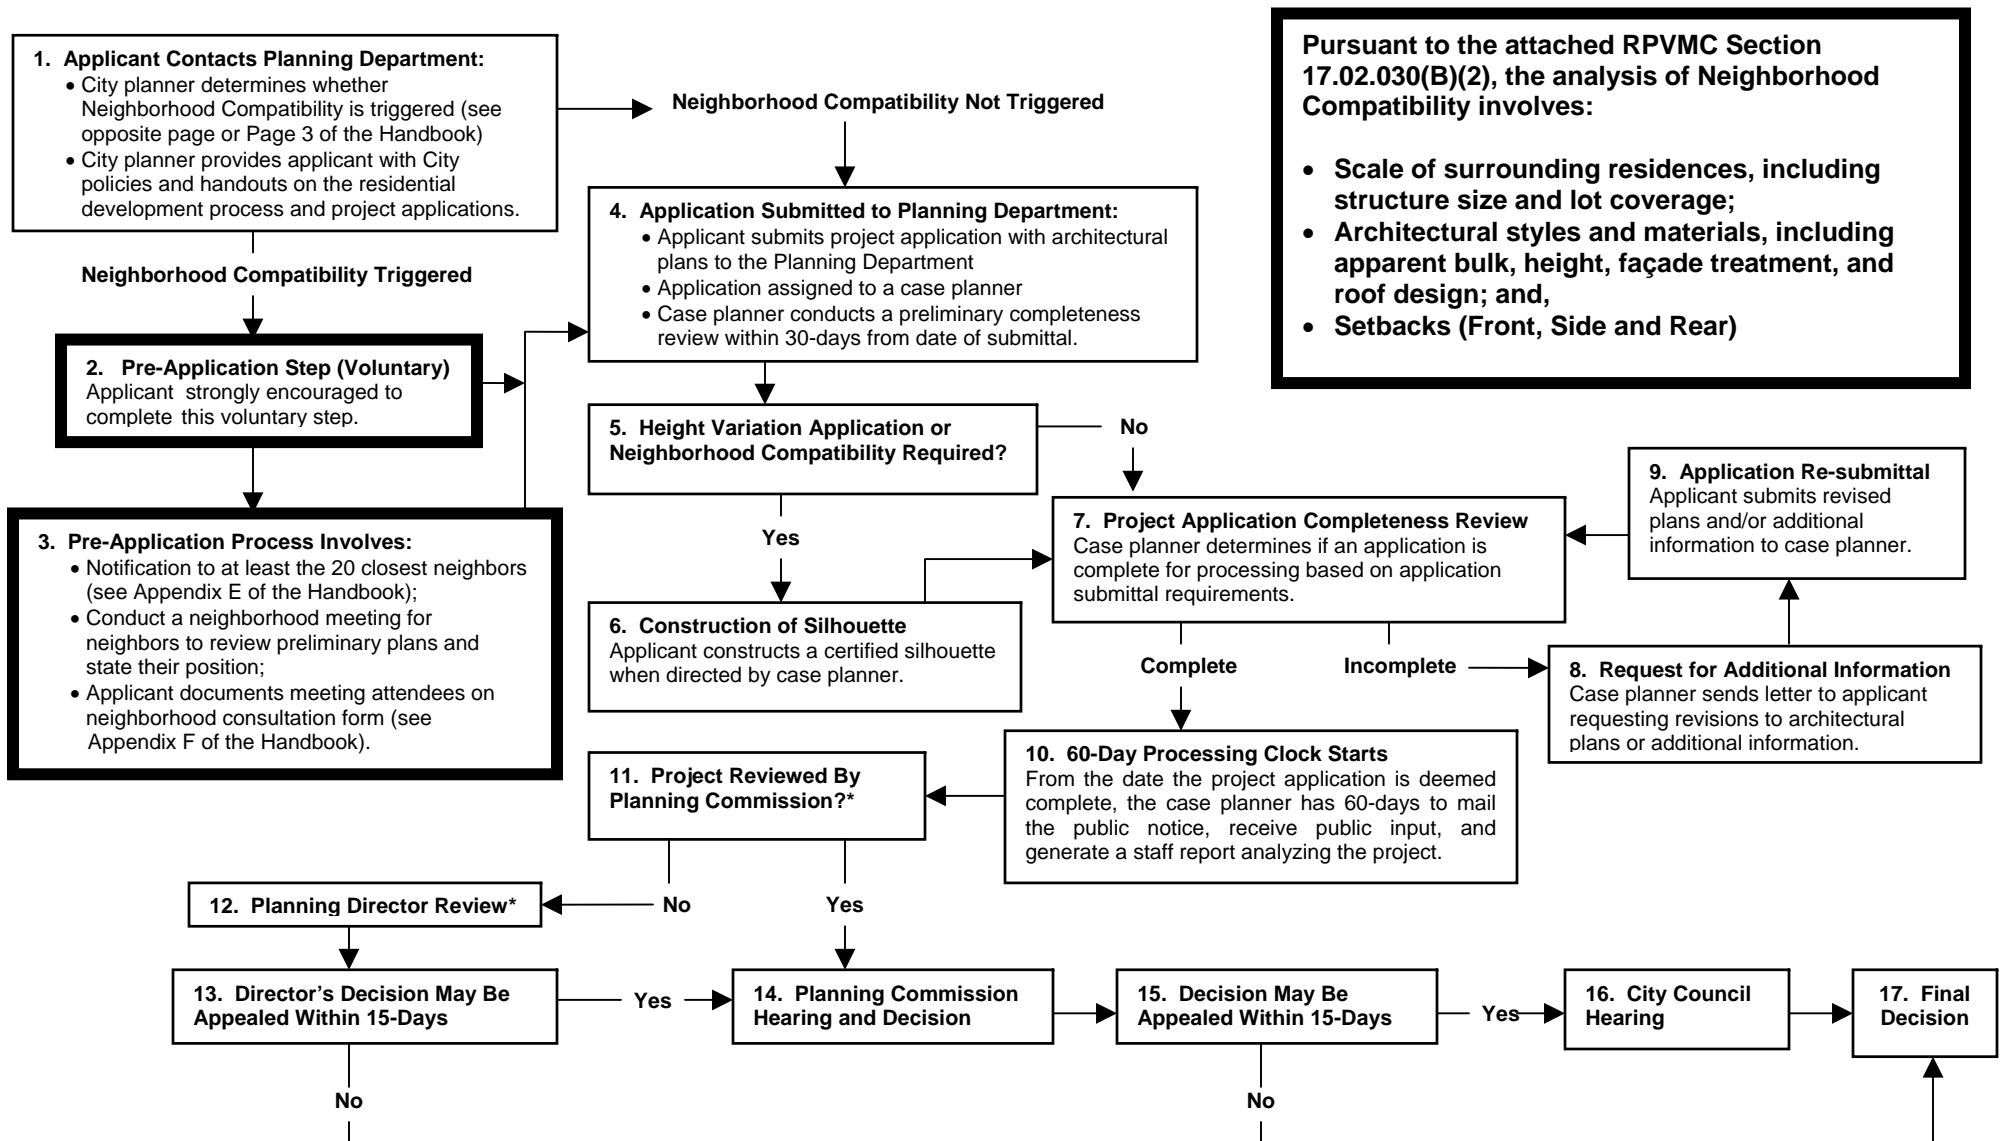 1. Applicant Contacts Planning Department:
• City planner determines whether
Neighborhood Compatibility is triggered (see
opposite page or Page 3 of the Handbook)
• City planner provides applicant with City
policies and handouts on the residential
development process and project applications.
Neighborhood Compatibility Not Triggered
Pursuant to the attached RPVMC Section
17.02.030(B)(2), the analysis of Neighborhood
Compatibility involves:
• Scale of surrounding residences, including
structure size and lot coverage;
• Architectural styles and materials, including
apparent bulk, height, façade treatment, and
roof design; and,
• Setbacks (Front, Side and Rear)
Neighborhood Compatibility Triggered
2. Pre-Application Step (Voluntary)
Applicant strongly encouraged to
complete this voluntary step.
3. Pre-Application Process Involves:
• Notification to at least the 20 closest neighbors
(see Appendix E of the Handbook);
• Conduct a neighborhood meeting for
neighbors to review preliminary plans and
state their position;
• Applicant documents meeting attendees on
neighborhood consultation form (see
Appendix F of the Handbook).
4. Application Submitted to Planning Department:
• Applicant submits project application with architectural
plans to the Planning Department
• Application assigned to a case planner
• Case planner conducts a preliminary completeness
review within 30-days from date of submittal.
5. Height Variation Application or
Neighborhood Compatibility Required?
No
Yes
6. Construction of Silhouette
Applicant constructs a certified silhouette
when directed by case planner.
7. Project Application Completeness Review
Case planner determines if an application is
complete for processing based on application
submittal requirements.
Complete
Incomplete
8. Request for Additional Information
Case planner sends letter to applicant
requesting revisions to architectural
plans or additional information.
9. Application Re-submittal
Applicant submits revised
plans and/or additional
information to case planner.
10. 60-Day Processing Clock Starts
From the date the project application is deemed
complete, the case planner has 60-days to mail
the public notice, receive public input, and
generate a staff report analyzing the project.
11. Project Reviewed By
Planning Commission?*
No
Yes
12. Planning Director Review*
13. Director's Decision May Be
Appealed Within 15-Days
Yes
14. Planning Commission
Hearing and Decision
15. Decision May Be
Appealed Within 15-Days
Yes
16. City Council
Hearing
17. Final
Decision
No
No